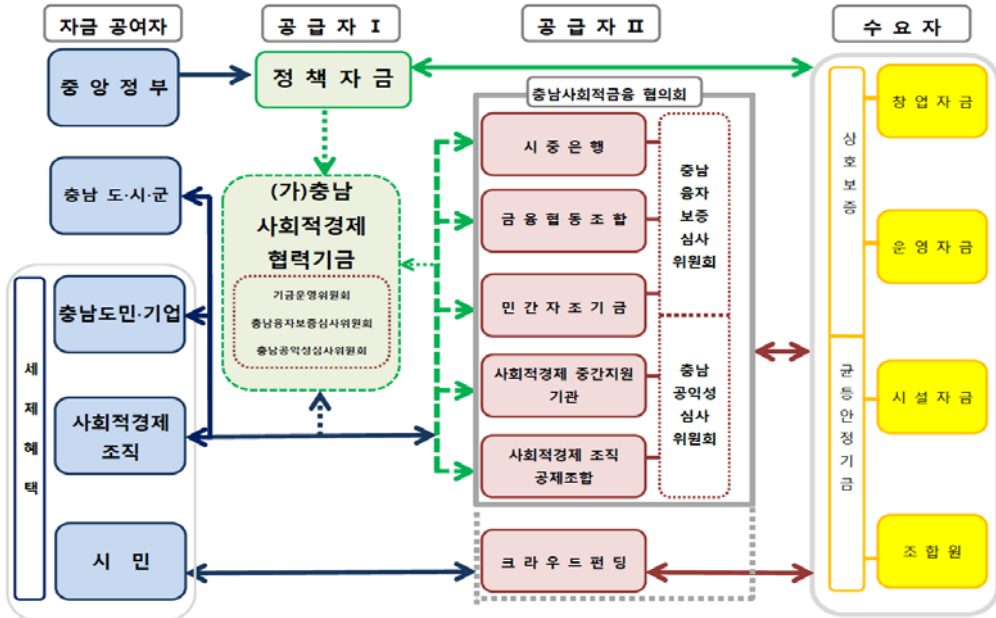 자금 공여자
공 급 자 Ⅰ
공 급 자 Ⅱ
수 요 자
중 앙 정 부
충남 도·시·군
세제혜택
충남도민·기업
사회적경제
조직
시 민
정 책 자 금
(가)충남
사회적경제
협력기금
기금운영위원회
충남융자보증심사위원회
충남공익성심사위원회
충남사회적금융 협의회
시 중 은 행
금 융 협 동 조 합
민 간 자 조 기 금
사회적경제 중간지원
기관
사회적경제 조직
공제조합
충남
융자
보증
심사
위원회
충남
공익성
심사
위원회
크 라 우 드 펀 딩
상호보증
균등안정기금
창 업 자 금
운 영 자 금
시 설 자 금
조 합 원